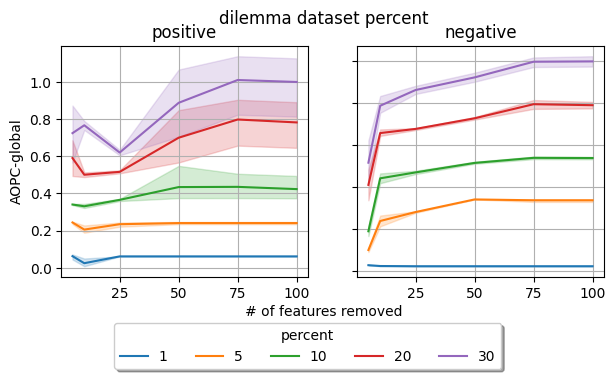 dilemma dataset percent
positive
negative
AOPC-global
1.0
0.8
0.6
0.4
0.2
0.0
25 50 75 100
25 50 75 100
# of features removed
percent
1 5 10 20 30